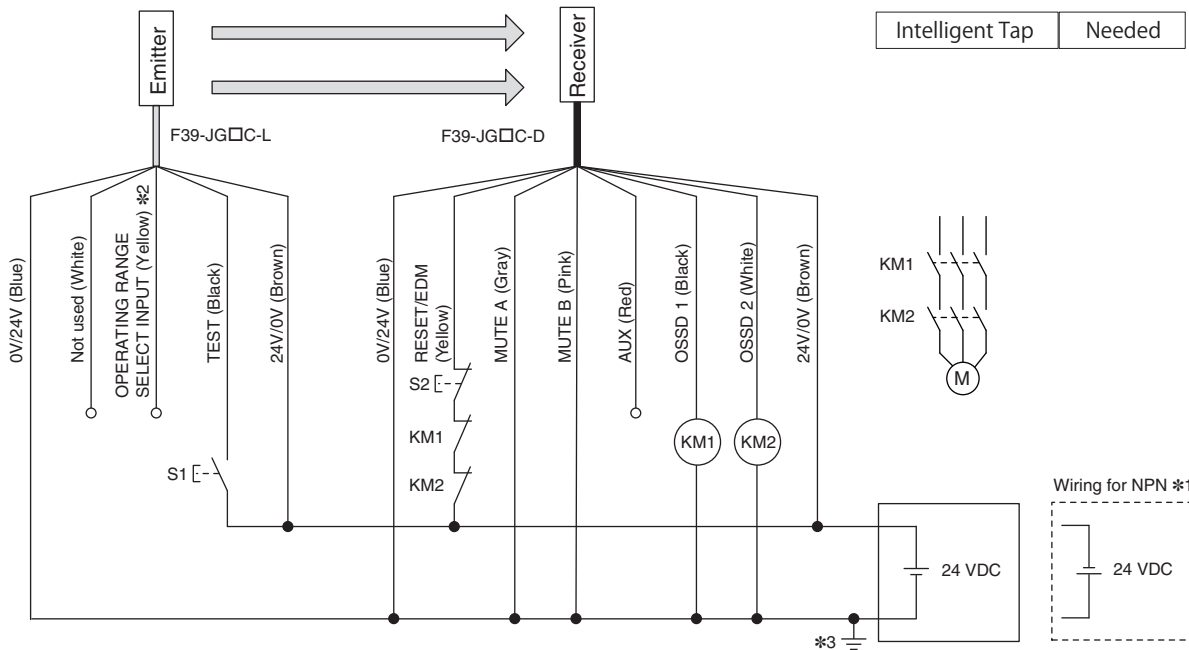 Intelligent Tap Needed
Emitter
Receiver
F39-JG□C-L
F39-JG□C-D
0V/24V (Blue)
Not used (White)
OPERATING RANGE
SELECT INPUT (Yellow) *2
TEST (Black)
24V/0V (Brown)
0V/24V (Blue)
RESET/EDM
(Yellow)
MUTE A (Gray)
MUTE B (Pink)
AUX (Red)
OSSD 1 (Black)
OSSD 2 (White)
24V/0V (Brown)
KM1
KM2
M
S2
KM1
KM2
KM1
KM2
S1
Wiring for NPN *1
24 VDC
24 VDC
*3